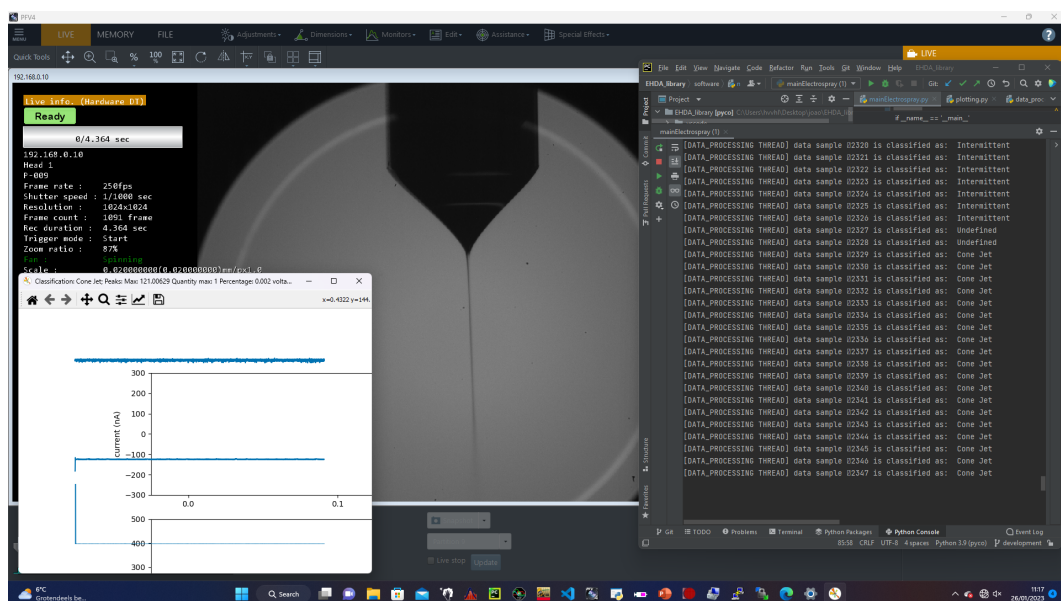 PFV4
MENU
LIVE
MEMORY
FILE
Adjustments
Dimensions
Monitors
Edit
Assistance
Special Effects
Quick Tools
%
100
%
LIVE
192.168.0.10
Live info. (Hardware DI)
Ready
0/4.364 sec
192.168.0.10
Head 1
P-009
Frame rate : 250fps
Shutter speed : 1/1000 sec
Resolution : 1024x1024
Frame count : 1091 frame
Rec duration : 4.364 sec
Trigger mode : Start
Zoom ratio : 87%
Fan : Spinning
Scale : 0.020000000(0.020000000)mm/px1.0
Classification: Cone Jet; Peaks: Max: 121.00629 Quantity max: 1 Percentage: 0.002 volta...
x=0.4322 y=144.
300
200
100
0
−100
−200
−300
current (nA)
0.0
0.1
500
400
300
Live stop
Update
File Edit View Navigate Code Refactor Run Tools Git Window Help EHDA_library
EHDA_library
software
mainElectrospray (1)
Git:
Project
mainElectrospray.py
plotting.py
data_proc
EHDA_library [pyco]
if __name__ == '__main__'
mainElectrospray (1)
Project
Commit
Pull Requests
Structure
Favorites
[DATA_PROCESSING THREAD] data sample 02320 is classified as: Intermittent
[DATA_PROCESSING THREAD] data sample 02321 is classified as: Intermittent
[DATA_PROCESSING THREAD] data sample 02322 is classified as: Intermittent
[DATA_PROCESSING THREAD] data sample 02323 is classified as: Intermittent
[DATA_PROCESSING THREAD] data sample 02324 is classified as: Intermittent
[DATA_PROCESSING THREAD] data sample 02325 is classified as: Intermittent
[DATA_PROCESSING THREAD] data sample 02326 is classified as: Intermittent
[DATA_PROCESSING THREAD] data sample 02327 is classified as: Undefined
[DATA_PROCESSING THREAD] data sample 02328 is classified as: Undefined
[DATA_PROCESSING THREAD] data sample 02329 is classified as: Cone Jet
[DATA_PROCESSING THREAD] data sample 02330 is classified as: Cone Jet
[DATA_PROCESSING THREAD] data sample 02331 is classified as: Cone Jet
[DATA_PROCESSING THREAD] data sample 02332 is classified as: Cone Jet
[DATA_PROCESSING THREAD] data sample 02333 is classified as: Cone Jet
[DATA_PROCESSING THREAD] data sample 02334 is classified as: Cone Jet
[DATA_PROCESSING THREAD] data sample 02335 is classified as: Cone Jet
[DATA_PROCESSING THREAD] data sample 02336 is classified as: Cone Jet
[DATA_PROCESSING THREAD] data sample 02337 is classified as: Cone Jet
[DATA_PROCESSING THREAD] data sample 02338 is classified as: Cone Jet
[DATA_PROCESSING THREAD] data sample 02339 is classified as: Cone Jet
[DATA_PROCESSING THREAD] data sample 02340 is classified as: Cone Jet
[DATA_PROCESSING THREAD] data sample 02341 is classified as: Cone Jet
[DATA_PROCESSING THREAD] data sample 02342 is classified as: Cone Jet
[DATA_PROCESSING THREAD] data sample 02343 is classified as: Cone Jet
[DATA_PROCESSING THREAD] data sample 02344 is classified as: Cone Jet
[DATA_PROCESSING THREAD] data sample 02345 is classified as: Cone Jet
[DATA_PROCESSING THREAD] data sample 02346 is classified as: Cone Jet
[DATA_PROCESSING THREAD] data sample 02347 is classified as: Cone Jet
Git
TODO
Problems
Terminal
Python Packages
Python Console
Event Log
83:58 CRLF UTF-8 4 spaces Python 3.9 (pyco) development
6°C
Grotendeels be...
Search
11:17
26/01/2023